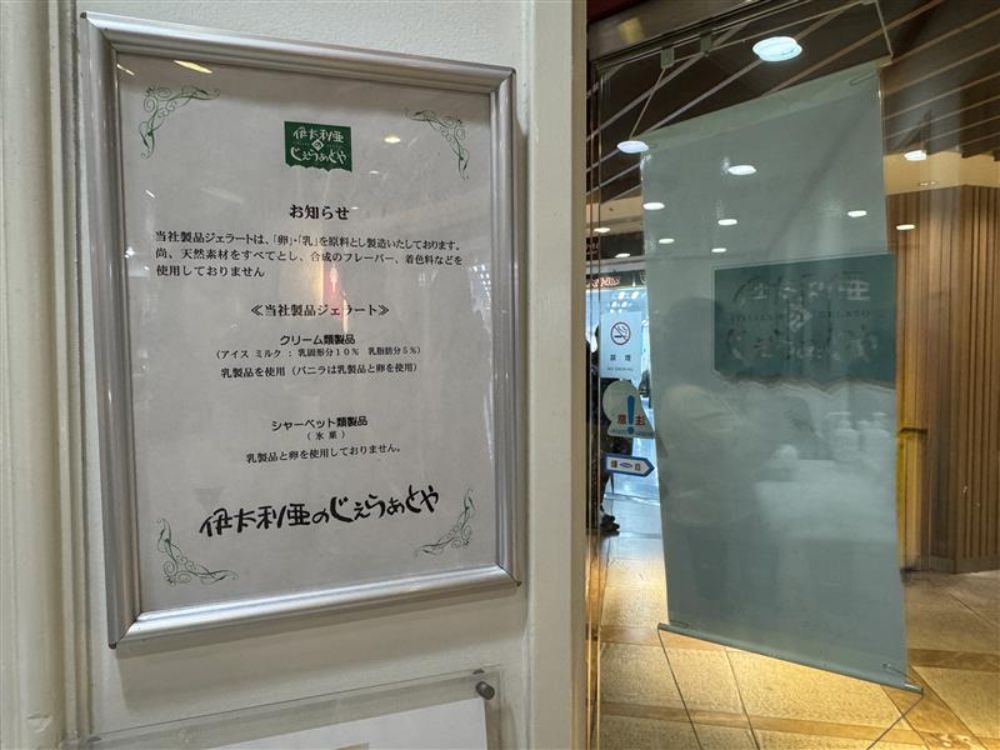 伊太利亜
の
じぇらぁとや
お知らせ
当社製品ジェラートは、「卵」・「乳」を原料とし製造いたしております。
尚、天然素材をすべてとし、合成のフレーバー、着色料などを
使用しておりません
≪当社製品ジェラート≫
クリーム類製品
（アイス ミルク : 乳固形分１０％ 乳脂肪分５％）
乳製品を使用（バニラは乳製品と卵を使用）
シャーベット類製品
（ 氷 菓 ）
乳製品と卵を使用しておりません。
伊太利亜のじぇらぁとや
禁 煙
NO SMOKING
注意
自動